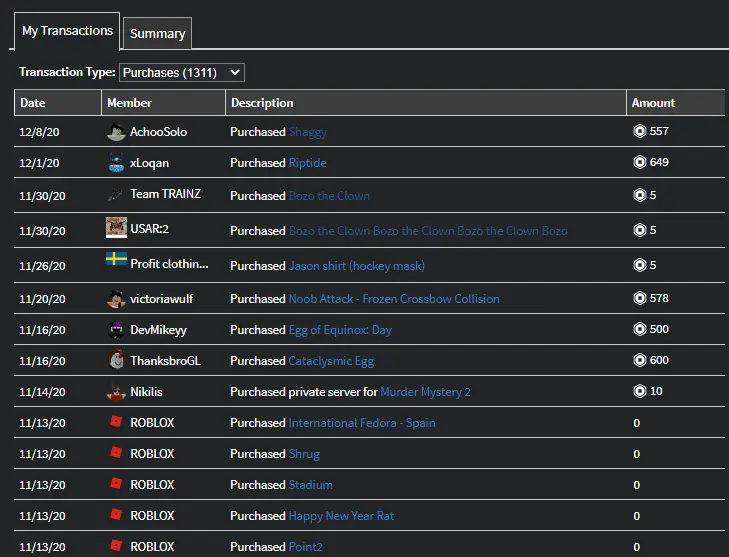 My Transactions Summary
Transaction Type: Purchases (1311)
Date Member Description Amount
12/8/20 AchooSolo Purchased Shaggy 557
12/1/20 xLoqan Purchased Riptide 649
11/30/20 Team TRAINZ Purchased Bozo the Clown 5
11/30/20 USAR:2 Purchased Bozo the Clown Bozo the Clown Bozo the Clown Bozo 5
11/26/20 Profit clothin... Purchased Jason shirt (hockey mask) 5
11/20/20 victoriawulf Purchased Noob Attack - Frozen Crossbow Collision 578
11/16/20 DevMikeyy Purchased Egg of Equinox: Day 500
11/16/20 ThanksbroGL Purchased Cataclysmic Egg 600
11/14/20 Nikilis Purchased private server for Murder Mystery 2 10
11/13/20 ROBLOX Purchased International Fedora - Spain 0
11/13/20 ROBLOX Purchased Shrug 0
11/13/20 ROBLOX Purchased Stadium 0
11/13/20 ROBLOX Purchased Happy New Year Rat 0
11/13/20 ROBLOX Purchased Point2 0